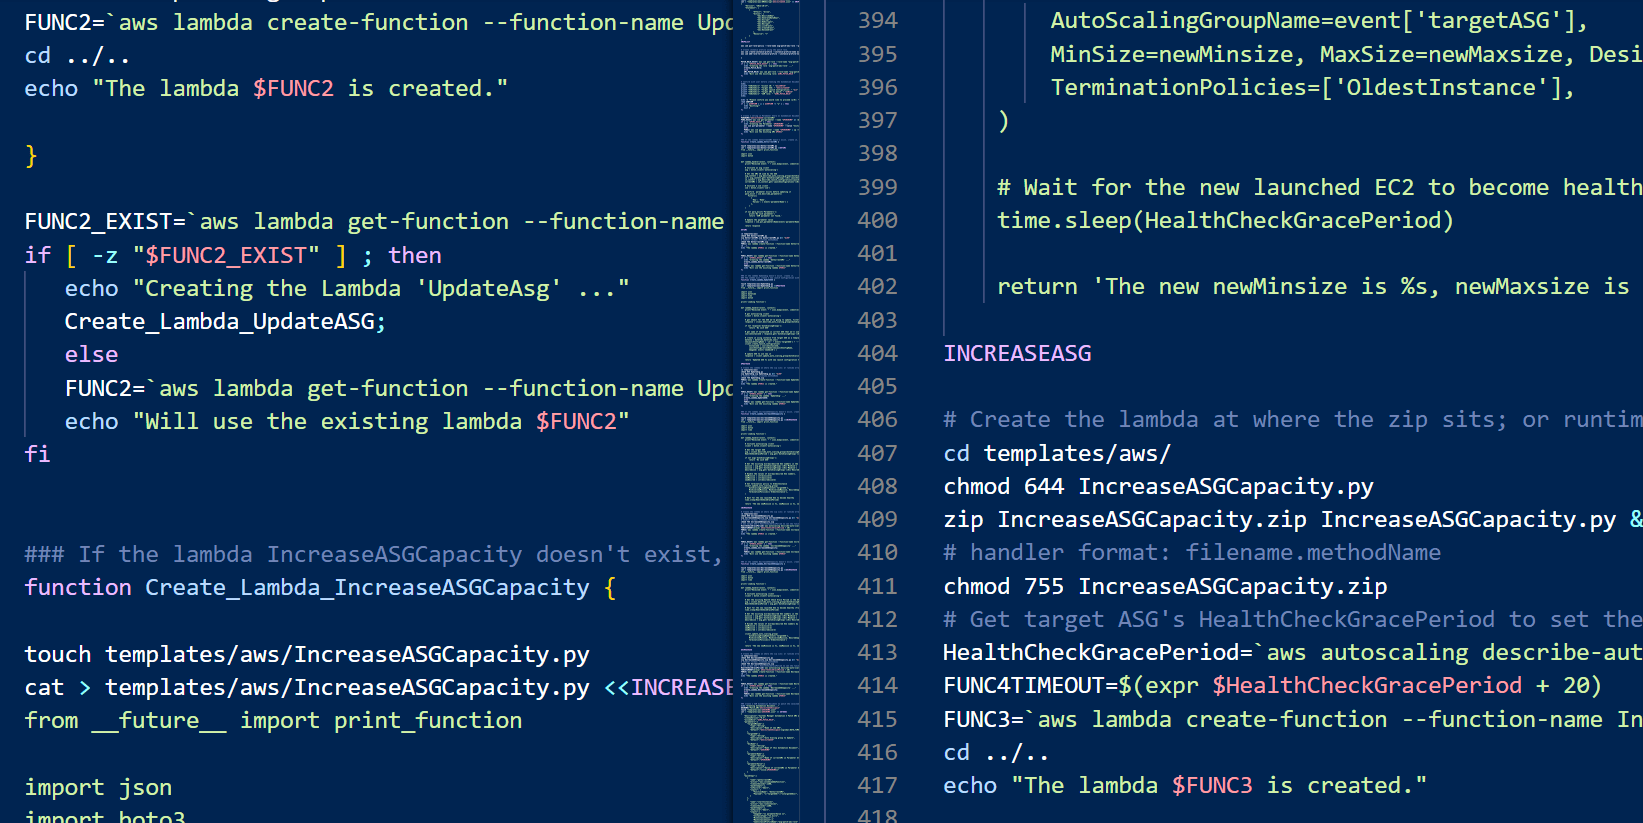 FUNC2=`aws lambda create-function --function-name Upd
cd ../..
echo "The lambda $FUNC2 is created."
}
FUNC2_EXIST=`aws lambda get-function --function-name
if [ -z "$FUNC2_EXIST" ] ; then
echo "Creating the Lambda 'UpdateAsg' ..."
Create_Lambda_UpdateASG;
else
FUNC2=`aws lambda get-function --function-name Upd
echo "Will use the existing lambda $FUNC2"
fi
### If the lambda IncreaseASGCapacity doesn't exist,
function Create_Lambda_IncreaseASGCapacity {
touch templates/aws/IncreaseASGCapacity.py
cat > templates/aws/IncreaseASGCapacity.py <<INCREASE
from __future__ import print_function
import json
import boto3
394 AutoScalingGroupName=event['targetASG'],
395 MinSize=newMinsize, MaxSize=newMaxsize, Desi
396 TerminationPolicies=['OldestInstance'],
397 )
398
399 # Wait for the new launched EC2 to become health
400 time.sleep(HealthCheckGracePeriod)
401
402 return 'The new newMinsize is %s, newMaxsize is
403
404 INCREASEASG
405
406 # Create the lambda at where the zip sits; or runtim
407 cd templates/aws/
408 chmod 644 IncreaseASGCapacity.py
409 zip IncreaseASGCapacity.zip IncreaseASGCapacity.py &
410 # handler format: filename.methodName
411 chmod 755 IncreaseASGCapacity.zip
412 # Get target ASG's HealthCheckGracePeriod to set the
413 HealthCheckGracePeriod=`aws autoscaling describe-aut
414 FUNC4TIMEOUT=$(expr $HealthCheckGracePeriod + 20)
415 FUNC3=`aws lambda create-function --function-name In
416 cd ../..
417 echo "The lambda $FUNC3 is created."
418